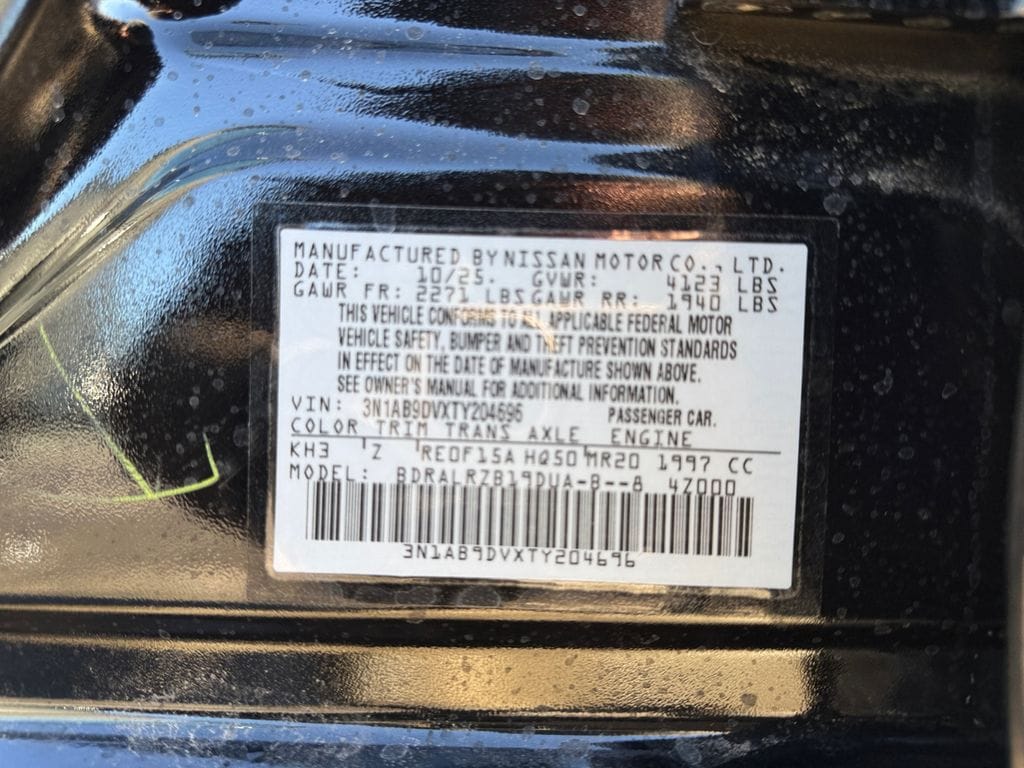 MANUFACTURED BY NISSAN MOTOR CO., LTD.
DATE: 10/25. GVWR: 4123 LBS
GAWR FR: 2271 LBS GAWR RR: 1940 LBS
THIS VEHICLE CONFORMS TO ALL APPLICABLE FEDERAL MOTOR
VEHICLE SAFETY, BUMPER AND THEFT PREVENTION STANDARDS
IN EFFECT ON THE DATE OF MANUFACTURE SHOWN ABOVE.
SEE OWNER'S MANUAL FOR ADDITIONAL INFORMATION.
VIN: 3N1AB9DVXTY204696 PASSENGER CAR.
COLOR TRIM TRANS AXLE ENGINE
KH3 Z RE0F15A HQ50 MR20 1997 CC
MODEL: BDRALRZB19DUA-B--8 4Z000
3N1AB9DVXTY204696